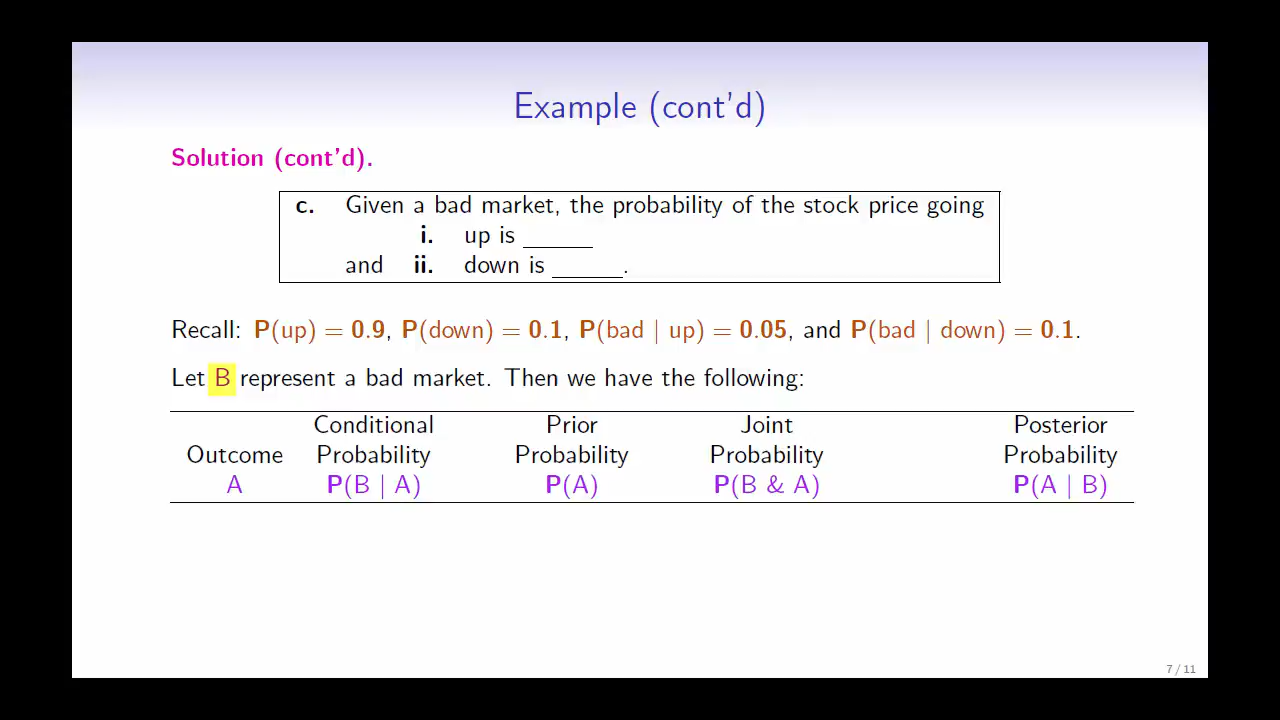 Example (cont'd)
Solution (cont'd).
c. Given a bad market, the probability of the stock price going
i. up is ______
and ii. down is ______.
Recall: P(up) = 0.9, P(down) = 0.1, P(bad | up) = 0.05, and P(bad | down) = 0.1.
Let B represent a bad market. Then we have the following:
Conditional Prior Joint Posterior
Outcome Probability Probability Probability Probability
A P(B | A) P(A) P(B & A) P(A | B)
7 / 11